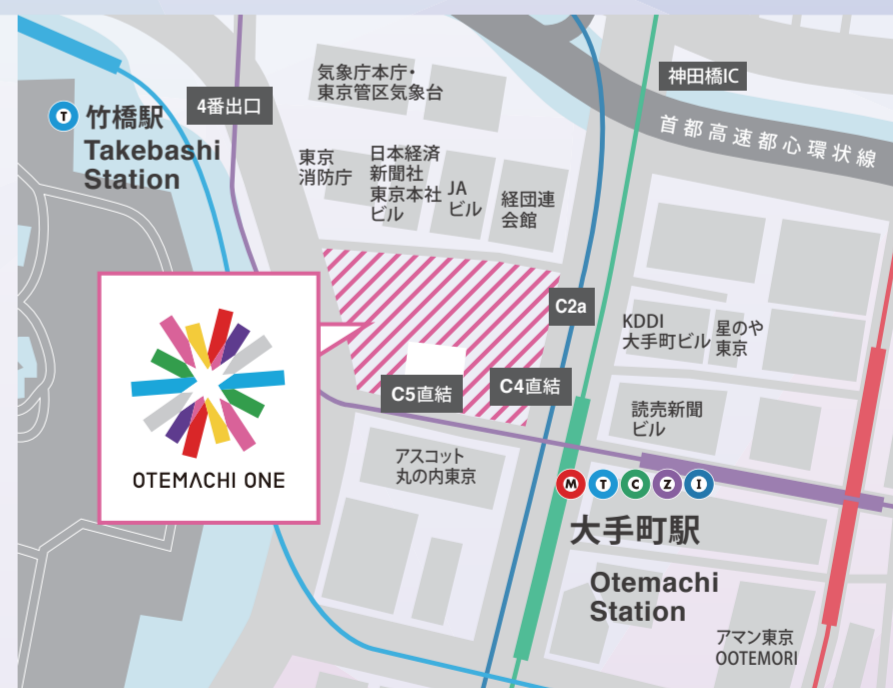 気象庁本庁・
東京管区気象台
神田橋IC
T 竹橋駅
Takebashi
Station
4番出口
首都高速都心環状線
東京
消防庁
日本経済
新聞社
東京本社
ビル
JA
ビル
経団連
会館
C2a
KDDI
大手町ビル
星のや
東京
C5直結
C4直結
読売新聞
ビル
OTEMACHI ONE
アスコット
丸の内東京
M T C Z I
大手町駅
Otemachi
Station
アマン東京
OOTEMORI